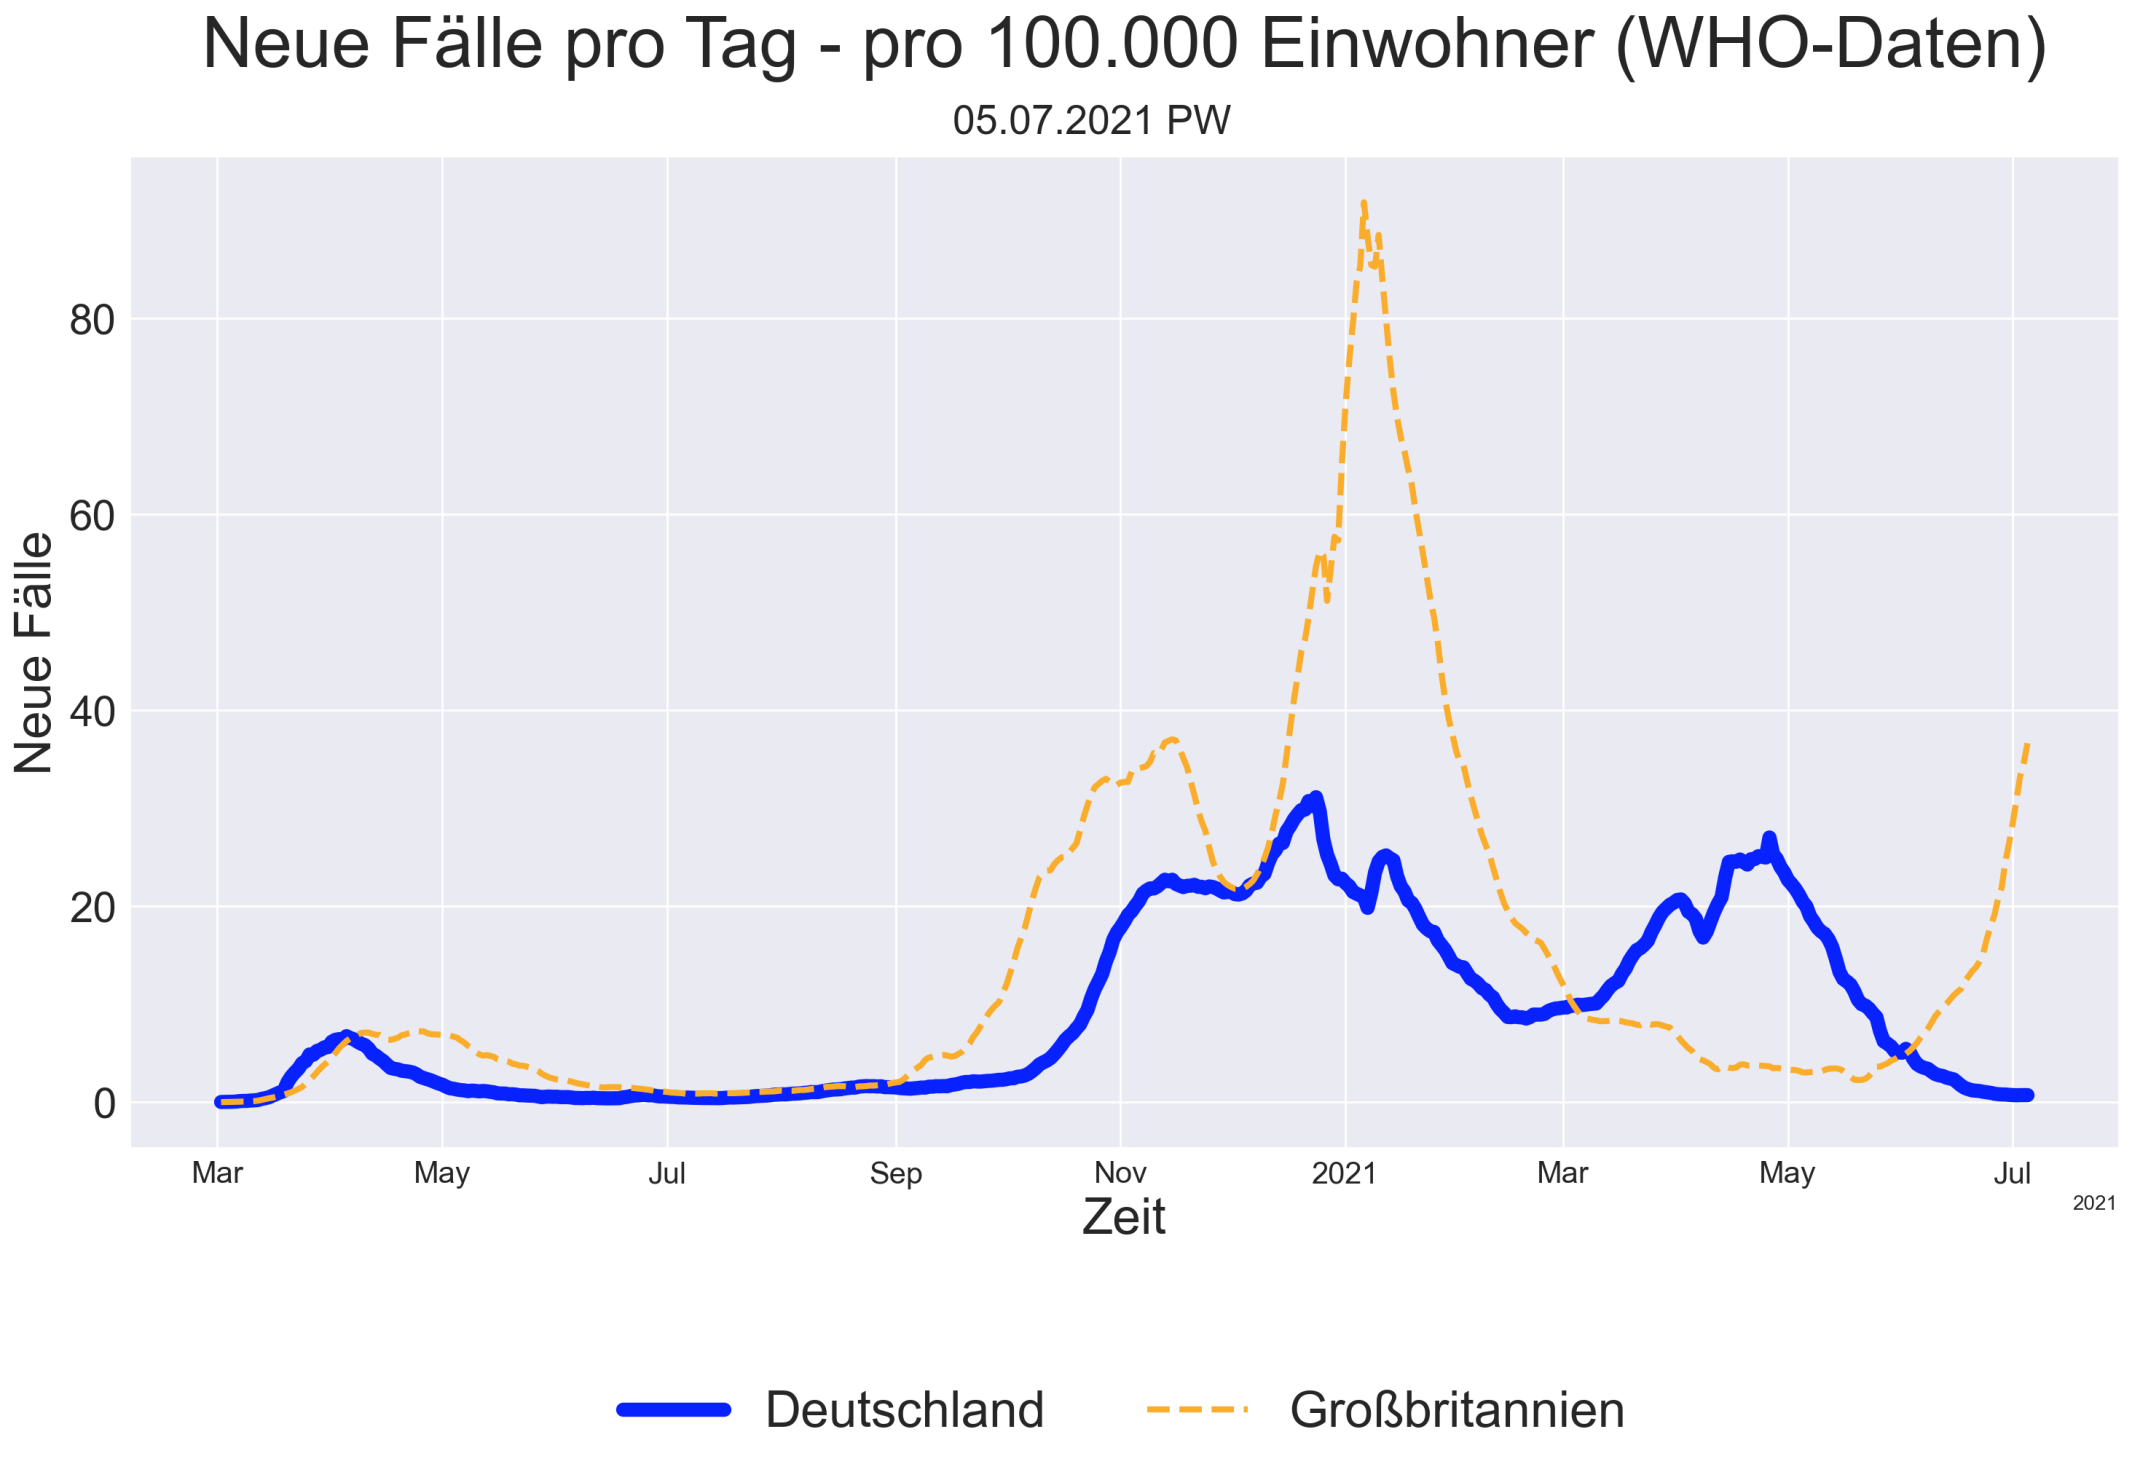 Neue Fälle pro Tag - pro 100.000 Einwohner (WHO-Daten)
05.07.2021 PW
Neue Fälle
80
60
40
20
0
Mar May Jul Sep Nov 2021 Mar May Jul
2021
Zeit
Deutschland Großbritannien